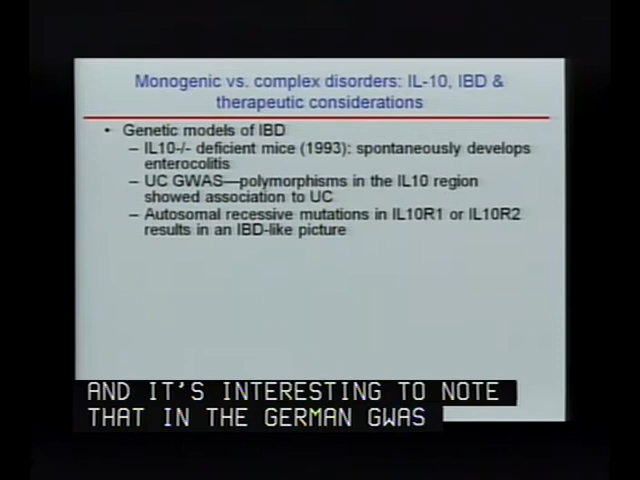 Monogenic vs. complex disorders: IL-10, IBD &
therapeutic considerations
• Genetic models of IBD
– IL10-/- deficient mice (1993): spontaneously develops
enterocolitis
– UC GWAS—polymorphisms in the IL10 region
showed association to UC
– Autosomal recessive mutations in IL10R1 or IL10R2
results in an IBD-like picture
AND IT'S INTERESTING TO NOTE
THAT IN THE GERMAN GWAS